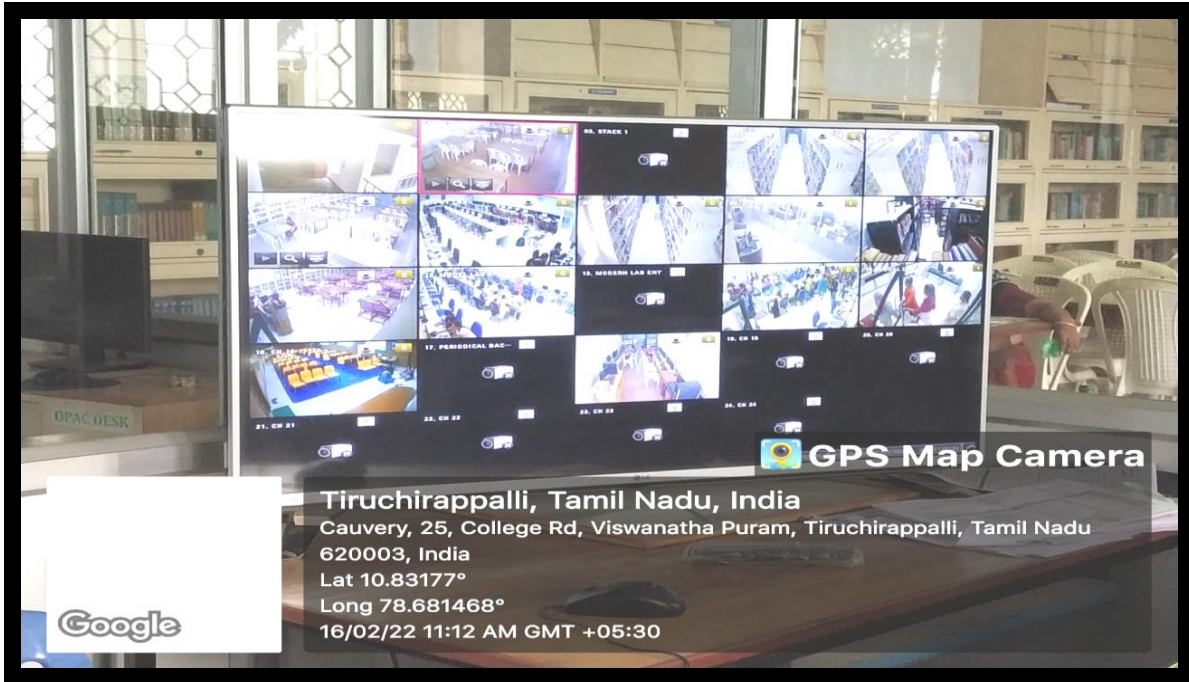 03. STACK 1
15. MODERN LAB ENT
17. PERIODICAL BAC--
19. CH 19
20. CH 20
21. CH 21
22. CH 22
23. CH 23
24. CH 24
OPAC DESK
LG
GPS Map Camera
Tiruchirappalli, Tamil Nadu, India
Cauvery, 25, College Rd, Viswanatha Puram, Tiruchirappalli, Tamil Nadu
620003, India
Lat 10.83177°
Long 78.681468°
16/02/22 11:12 AM GMT +05:30
Google